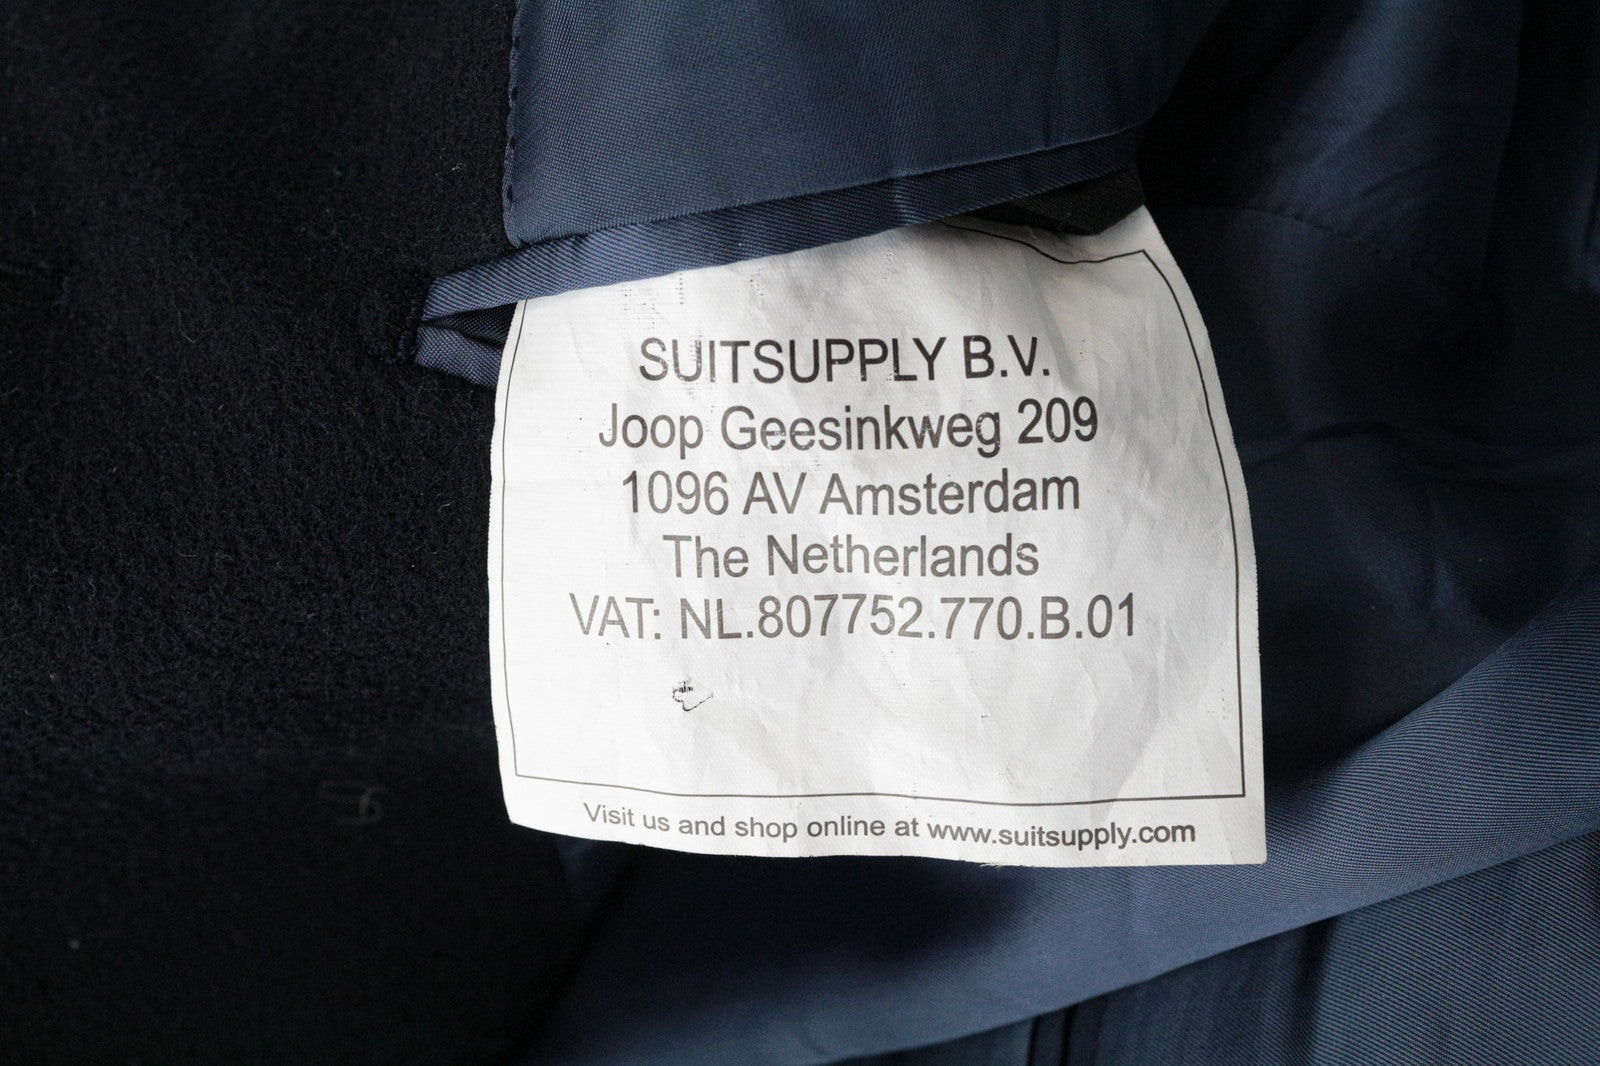 SUITSUPPLY B.V.
Joop Geesinkweg 209
1096 AV Amsterdam
The Netherlands
VAT: NL.807752.770.B.01
Visit us and shop online at www.suitsupply.com